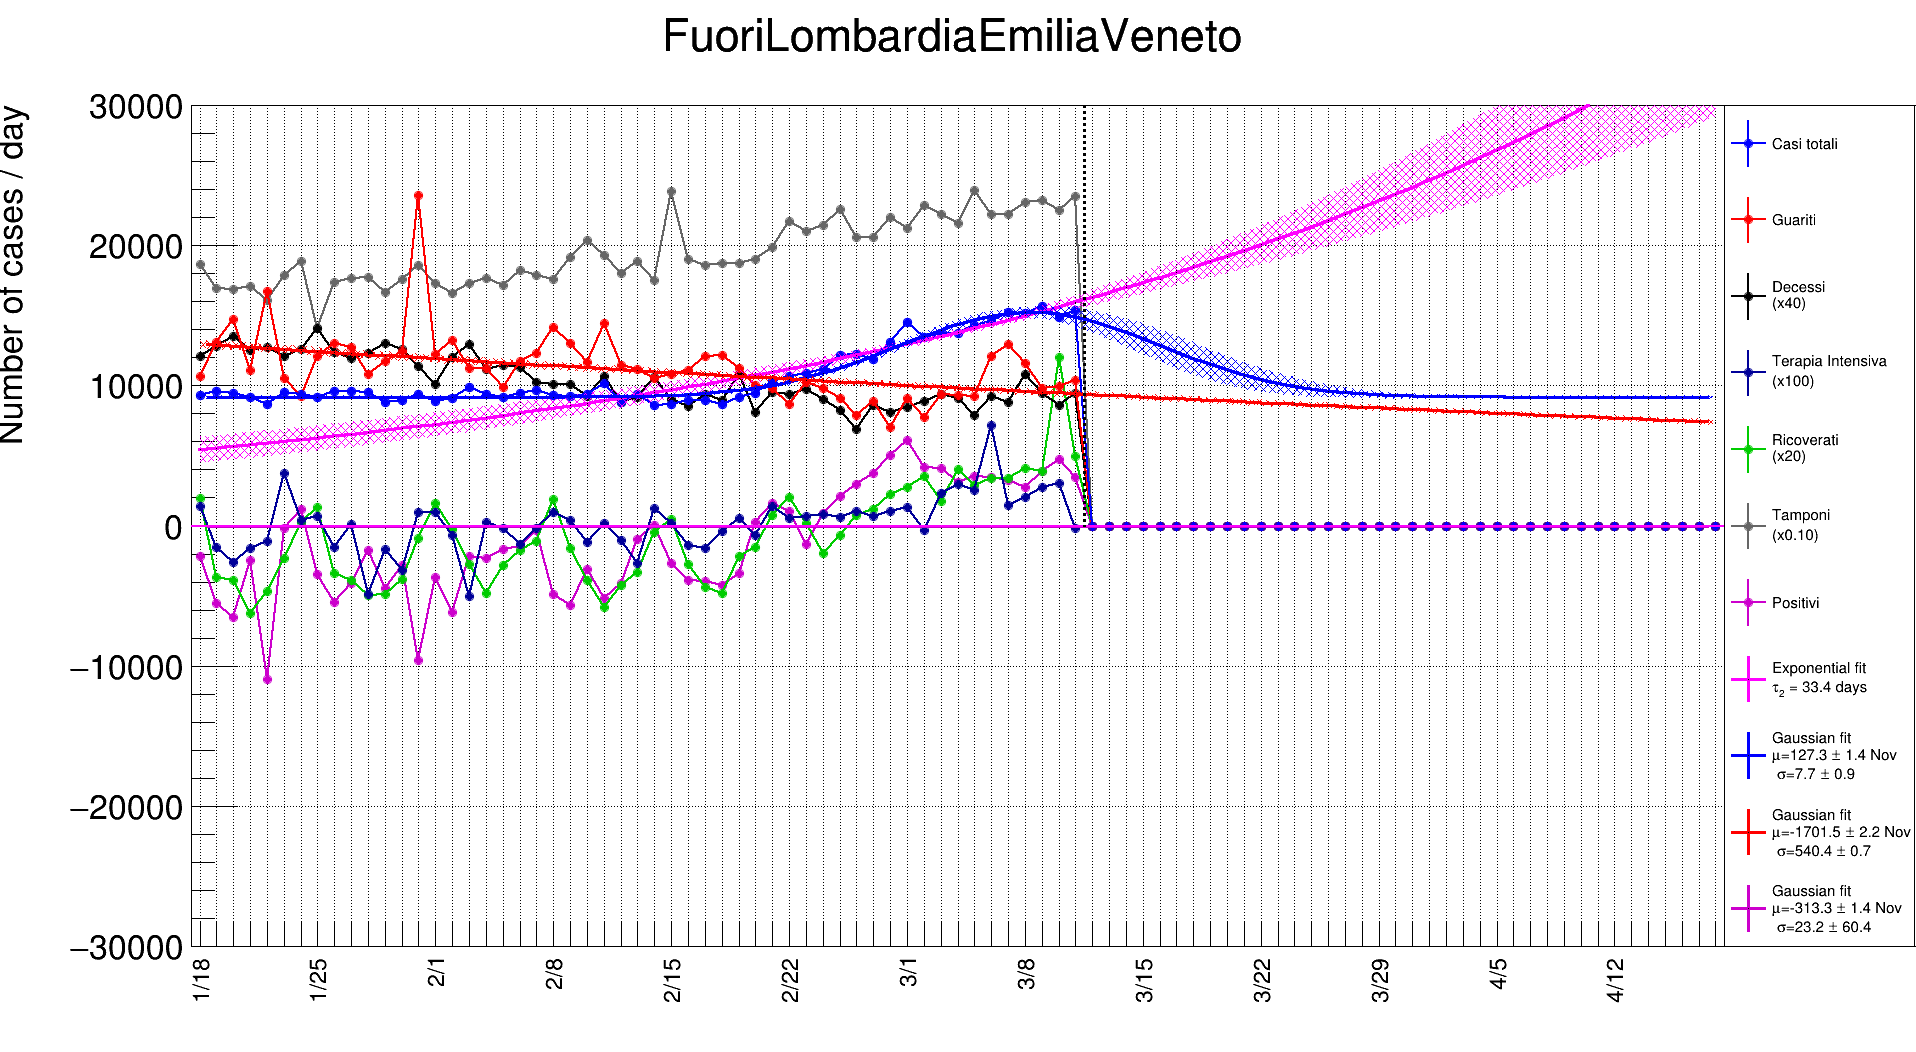 FuoriLombardiaEmiliaVeneto
Number of cases / day
30000
20000
10000
0
−10000
−20000
−30000
1/18
1/25
2/1
2/8
2/15
2/22
3/1
3/8
3/15
3/22
3/29
4/5
4/12
Casi totali
Guariti
Decessi
(x40)
Terapia Intensiva
(x100)
Ricoverati
(x20)
Tamponi
(x0.10)
Positivi
Exponential fit
τ2 = 33.4 days
Gaussian fit
μ=127.3 ± 1.4 Nov
σ=7.7 ± 0.9
Gaussian fit
μ=-1701.5 ± 2.2 Nov
σ=540.4 ± 0.7
Gaussian fit
μ=-313.3 ± 1.4 Nov
σ=23.2 ± 60.4